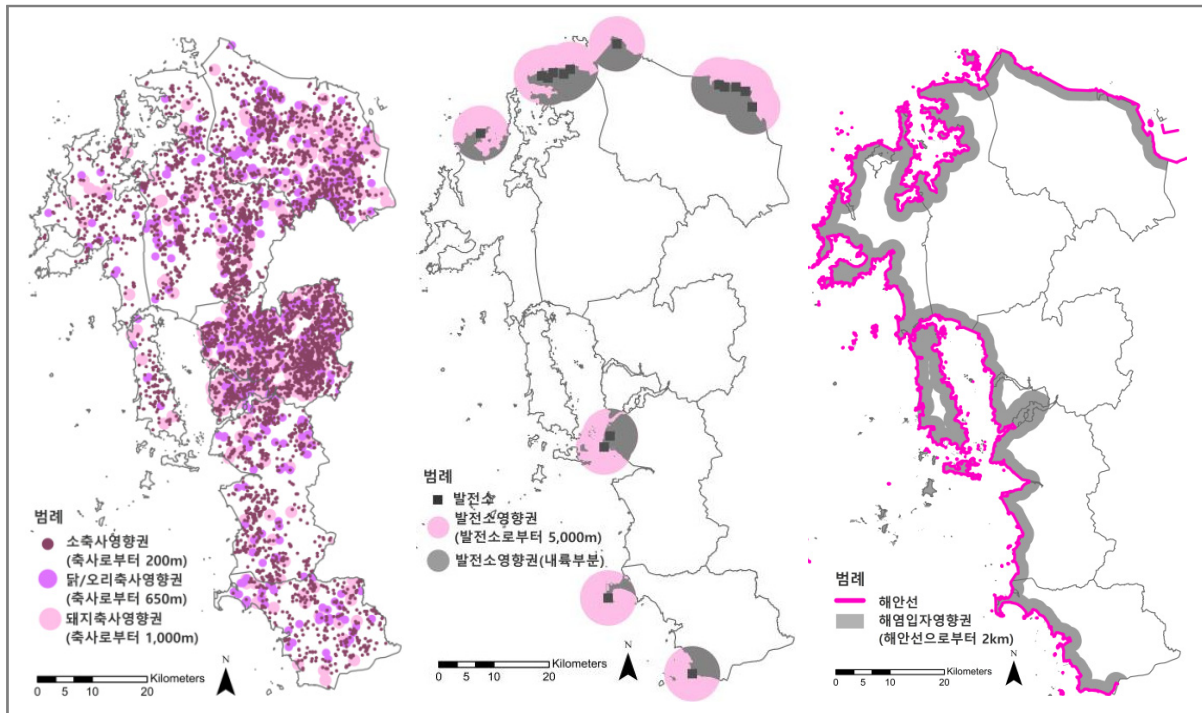 범례
소축사영향권
(축사로부터 200m)
닭/오리축사영향권
(축사로부터 650m)
돼지축사영향권
(축사로부터 1,000m)
Kilometers
0 5 10 20
N
범례
발전소
발전소영향권
(발전소로부터 5,000m)
발전소영향권(내륙부분)
Kilometers
0 5 10 20
N
범례
해안선
해염입자영향권
(해안선으로부터 2km)
Kilometers
0 5 10 20
N